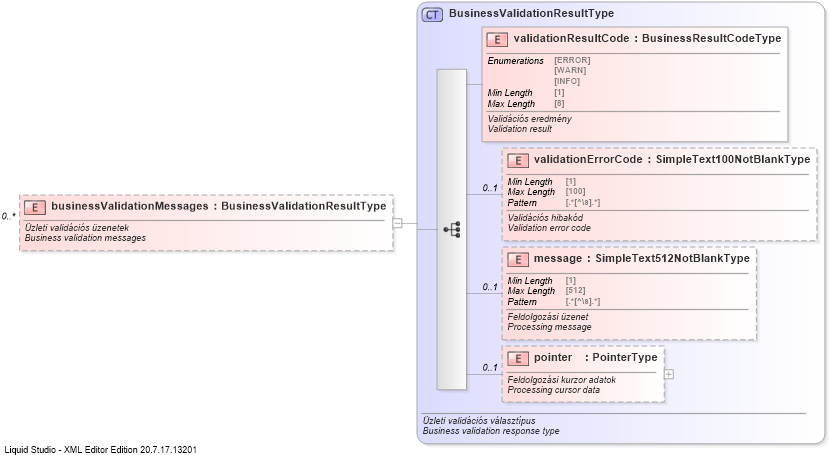 CT BusinessValidationResultType
E validationResultCode : BusinessResultCodeType
Enumerations [ERROR]
[WARN]
[INFO]
Min Length [1]
Max Length [8]
Validációs eredmény
Validation result
0..1 E validationErrorCode : SimpleText100NotBlankType
Min Length [1]
Max Length [100]
Pattern [.*[^\s].*]
Validációs hibakód
Validation error code
0..* E businessValidationMessages : BusinessValidationResultType
Üzleti validációs üzenetek
Business validation messages
0..1 E message : SimpleText512NotBlankType
Min Length [1]
Max Length [512]
Pattern [.*[^\s].*]
Feldolgozási üzenet
Processing message
0..1 E pointer : PointerType
Feldolgozási kurzor adatok
Processing cursor data
Üzleti validációs választípus
Business validation response type
Liquid Studio - XML Editor Edition 20.7.17.13201